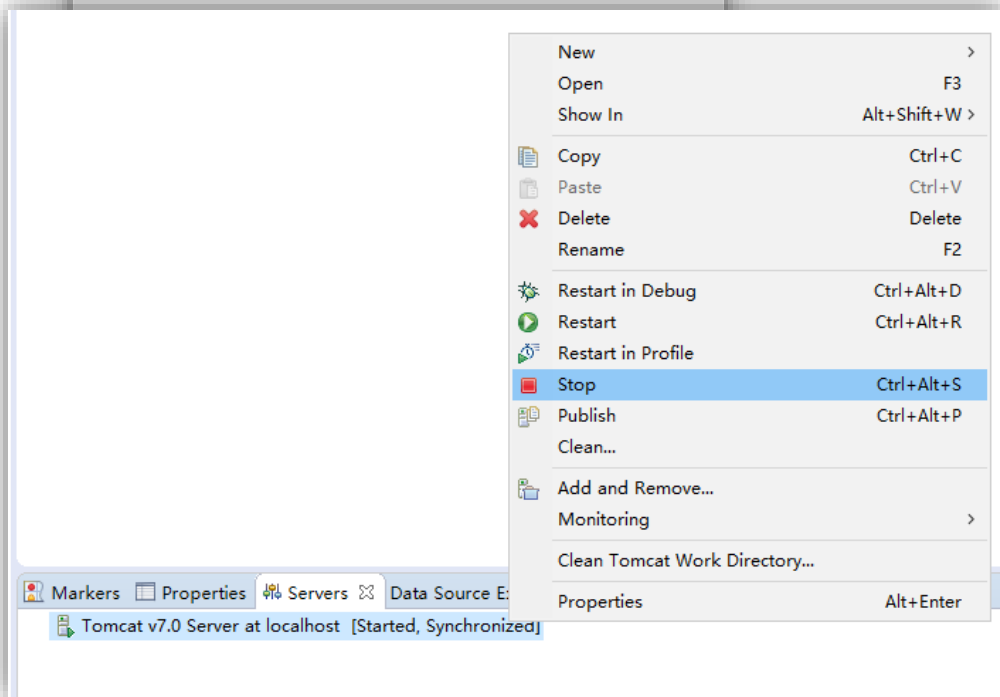 New
Open F3
Show In Alt+Shift+W >
Copy Ctrl+C
Paste Ctrl+V
Delete Delete
Rename F2
Restart in Debug Ctrl+Alt+D
Restart Ctrl+Alt+R
Restart in Profile
Stop Ctrl+Alt+S
Publish Ctrl+Alt+P
Clean...
Add and Remove...
Monitoring
Clean Tomcat Work Directory...
Properties Alt+Enter
Markers Properties Servers Data Source
Tomcat v7.0 Server at localhost [Started, Synchronized]